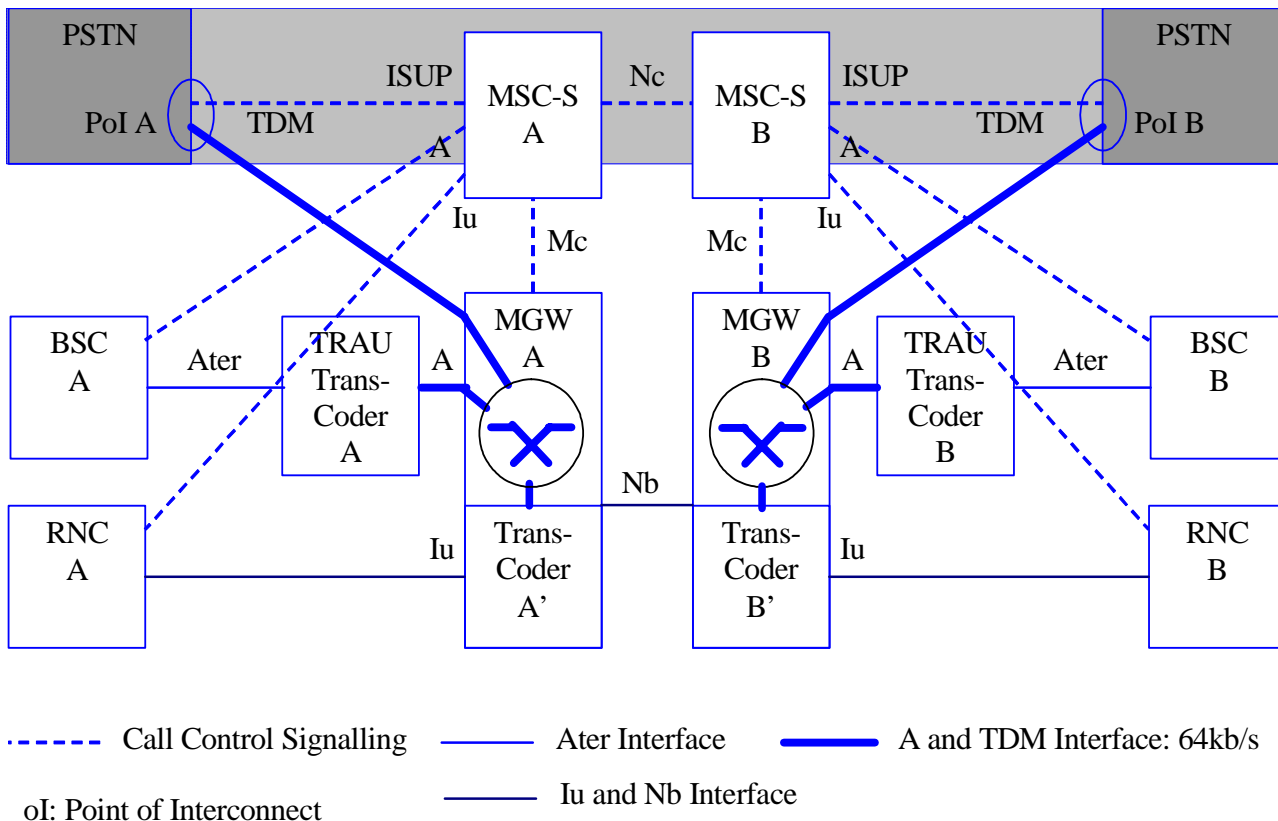 PSTN
PSTN
ISUP
Nc
ISUP
MSC-S
A
MSC-S
B
PoI A
TDM
TDM
PoI B
A
A
Iu
Iu
Mc
Mc
BSC
A
Ater
TRAU
Trans-
Coder
A
A
MGW
A
MGW
B
A
TRAU
Trans-
Coder
B
Ater
BSC
B
Nb
RNC
A
Iu
Trans-
Coder
A’
Trans-
Coder
B’
Iu
RNC
B
Call Control Signalling
Ater Interface
A and TDM Interface: 64kb/s
oI: Point of Interconnect
Iu and Nb Interface